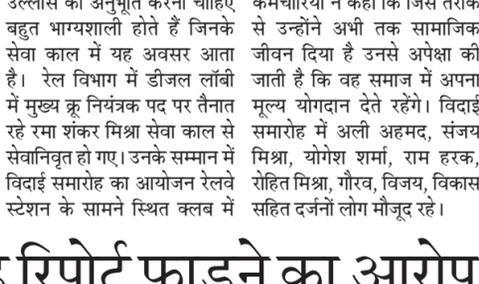 उल्लास की अनुभूति करनी चाहिए
बहुत भाग्यशाली होते हैं जिनके
सेवा काल में यह अवसर आता
है। रेल विभाग में डीजल लॉबी
में मुख्य क्रू नियंत्रक पद पर तैनात
रहे रमा शंकर मिश्रा सेवा काल से
सेवानिवृत हो गए। उनके सम्मान में
विदाई समारोह का आयोजन रेलवे
स्टेशन के सामने स्थित क्लब में
कर्मचारियों ने कहा कि जिस तरीके
से उन्होंने अभी तक सामाजिक
जीवन दिया है उनसे अपेक्षा की
जाती है कि वह समाज में अपना
मूल्य योगदान देते रहेंगे। विदाई
समारोह में अली अहमद, संजय
मिश्रा, योगेश शर्मा, राम हरक,
रोहित मिश्रा, गौरव, विजय, विकास
सहित दर्जनों लोग मौजूद रहे।
रिपोर्ट फाड़ने का आरोप